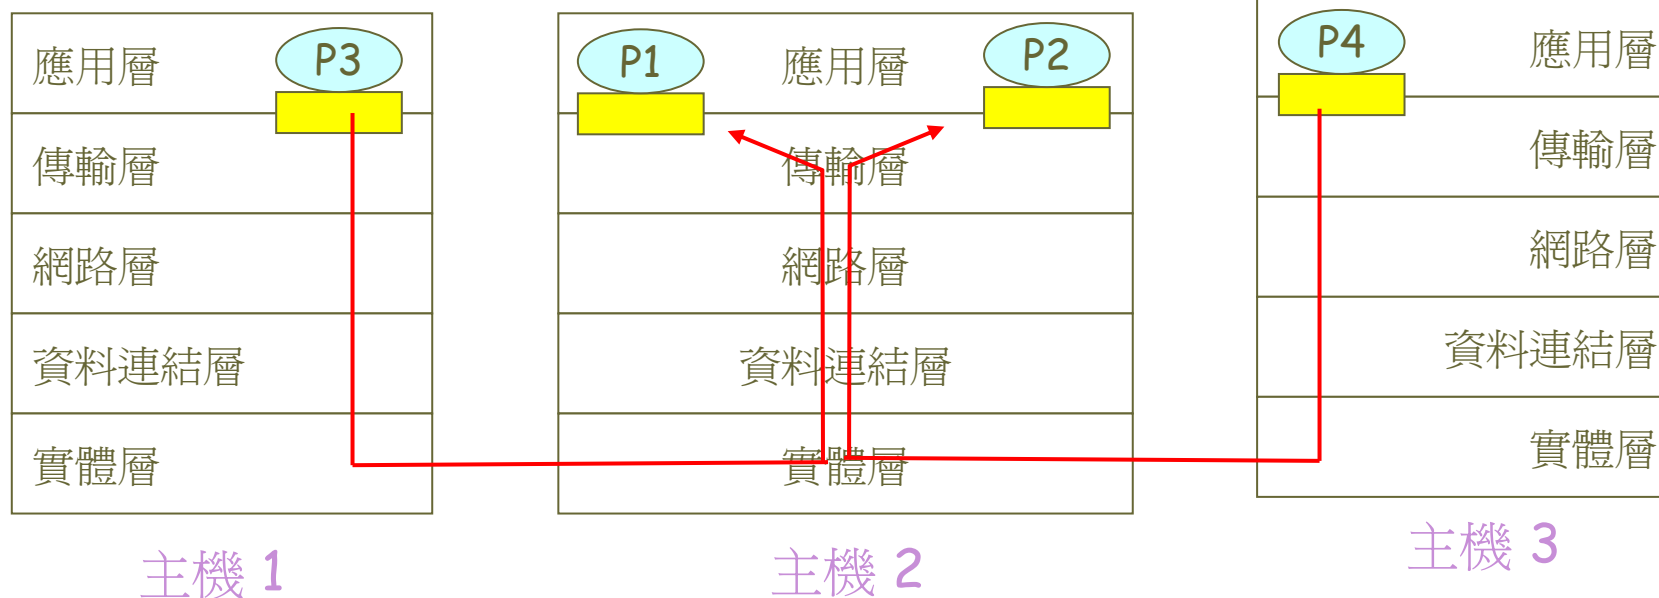 應用層
P3
傳輸層
網路層
資料連結層
實體層
主機 1
P1
應用層
P2
傳輸層
網路層
資料連結層
實體層
主機 2
P4
應用層
傳輸層
網路層
資料連結層
實體層
主機 3